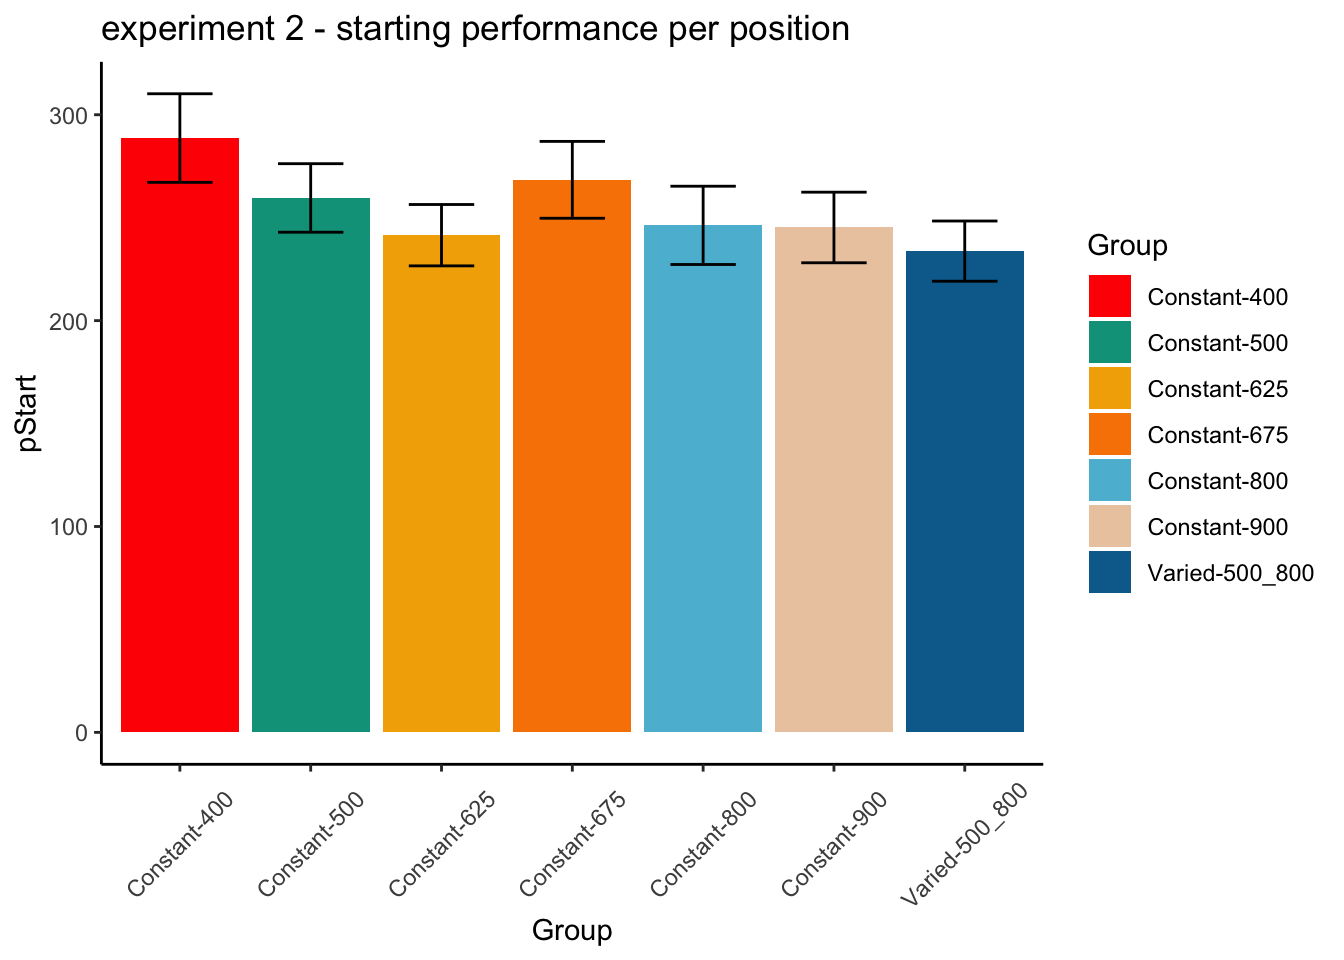 experiment 2 - starting performance per position
300
200
100
0
pStart
Constant-400
Constant-500
Constant-625
Constant-675
Constant-800
Constant-900
Varied-500_800
Group
Group
Constant-400
Constant-500
Constant-625
Constant-675
Constant-800
Constant-900
Varied-500_800